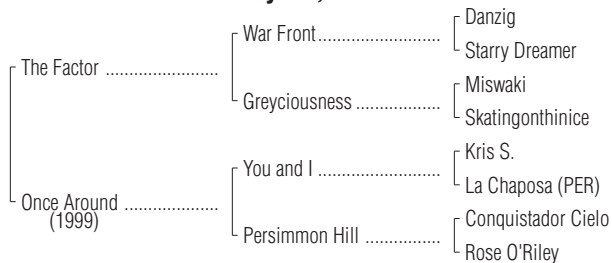 Danzig
War Front....................
Starry Dreamer
The Factor ........................
Miswaki
Greyciousness ..................
Skatingonthinice
Kris S.
You and I ..........................
La Chaposa (PER)
Once Around ....................
(1999)
Conquistador Cielo
Persimmon Hill ................
Rose O'Riley